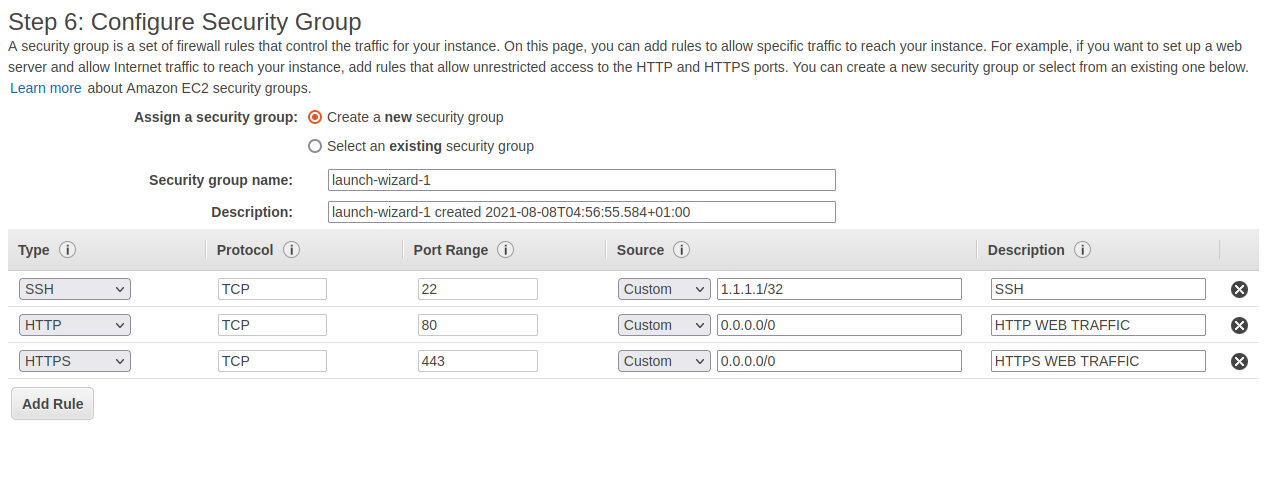 Step 6: Configure Security Group
A security group is a set of firewall rules that control the traffic for your instance. On this page, you can add rules to allow specific traffic to reach your instance. For example, if you want to set up a web
server and allow Internet traffic to reach your instance, add rules that allow unrestricted access to the HTTP and HTTPS ports. You can create a new security group or select from an existing one below.
Learn more about Amazon EC2 security groups.
Assign a security group: Create a new security group
Select an existing security group
Security group name: launch-wizard-1
Description: launch-wizard-1 created 2021-08-08T04:56:55.584+01:00
Type i Protocol i Port Range i Source i Description i
SSH TCP 22 Custom 1.1.1.1/32 SSH
HTTP TCP 80 Custom 0.0.0.0/0 HTTP WEB TRAFFIC
HTTPS TCP 443 Custom 0.0.0.0/0 HTTPS WEB TRAFFIC
Add Rule